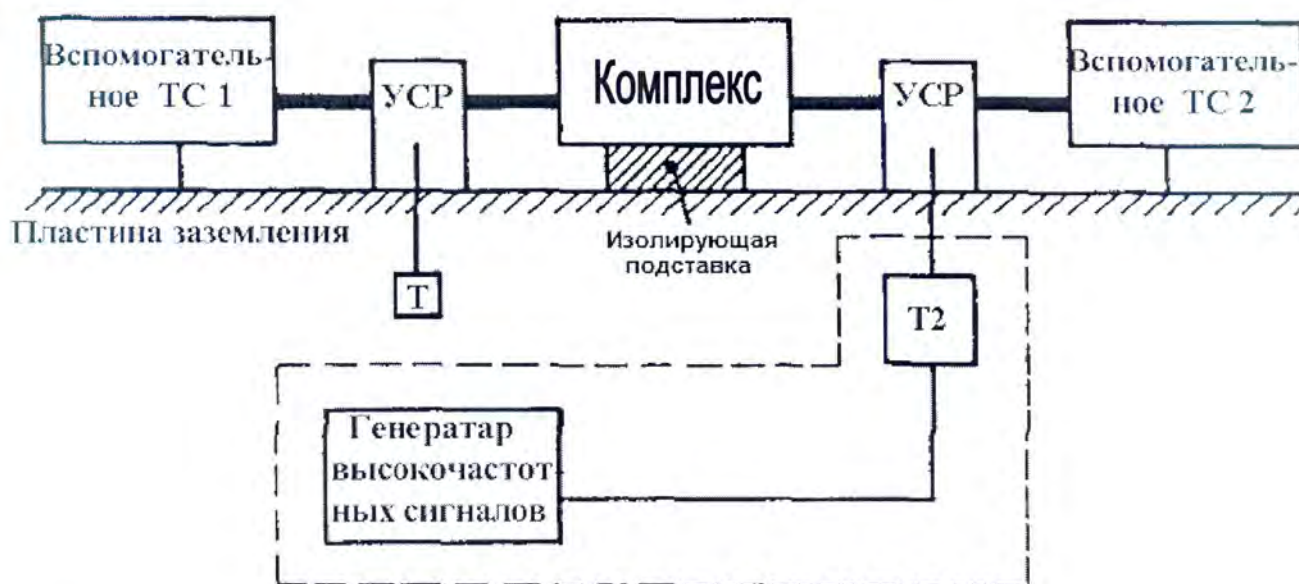 Вспомогатель-
ное ТС 1
УСР
Комплекс
УСР
Вспомогатель-
ное ТС 2
Пластина заземления
Изолирующая
подставка
Т
Т2
Генератар
высокочастот-
ных сигналов